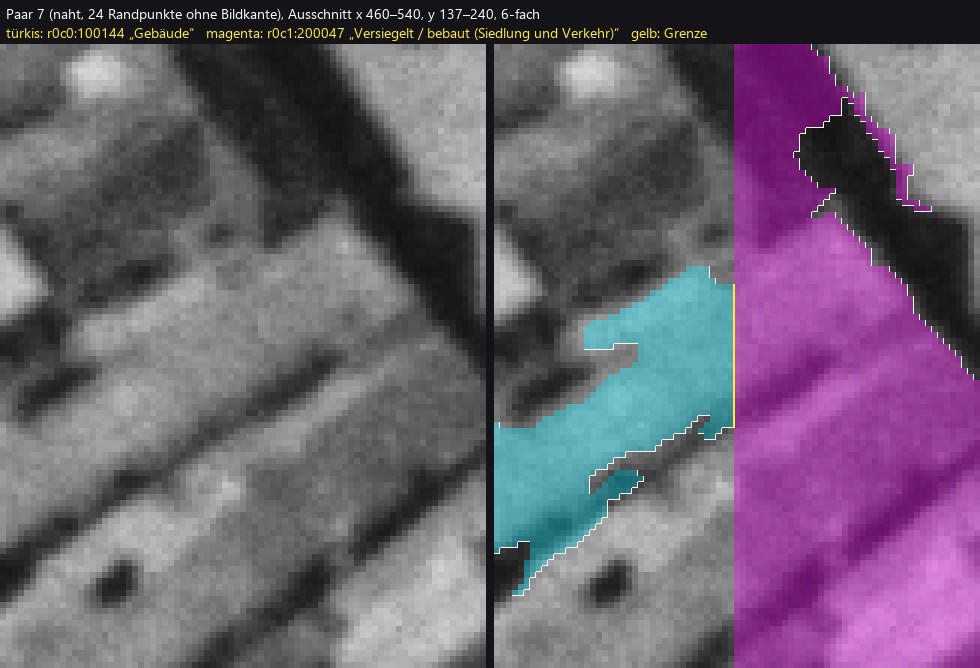 Paar 7 (naht, 24 Randpunkte ohne Bildkante), Ausschnitt x 460–540, y 137–240, 6-fach
türkis: r0c0:100144 „Gebäude“ magenta: r0c1:200047 „Versiegelt / bebaut (Siedlung und Verkehr)“ gelb: Grenze